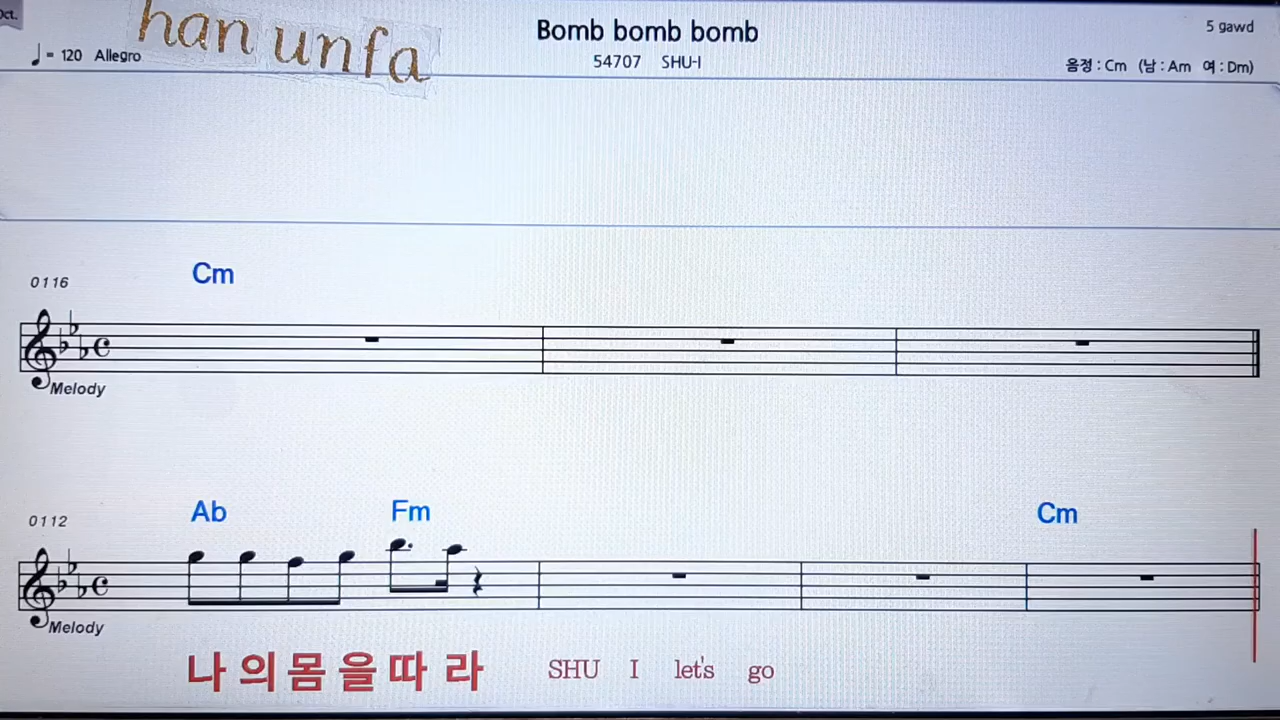 Oct.
han unfa
Bomb bomb bomb
5 gawd
= 120 Allegro
54707 SHU-I
음정 : Cm (남 : Am 여 : Dm)
0116
Cm
Melody
0112
Ab Fm Cm
Melody
나의몸을따라 SHU I let's go